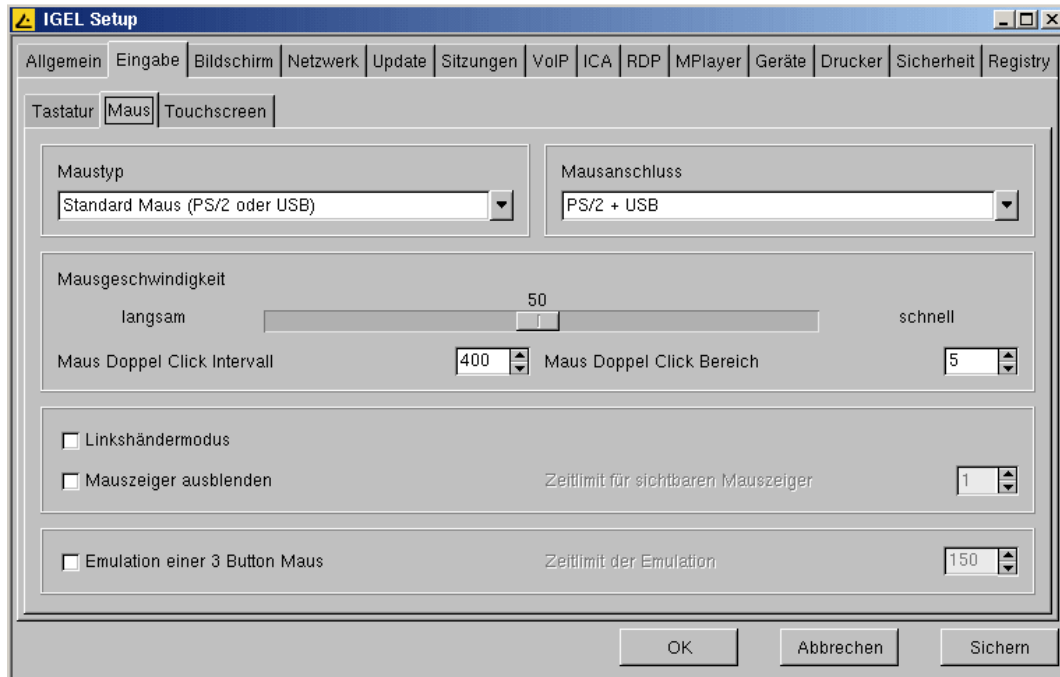 IGEL Setup
Allgemein Eingabe Bildschirm Netzwerk Update Sitzungen VoIP ICA RDP MPlayer Geräte Drucker Sicherheit Registry
Tastatur Maus Touchscreen
Maustyp Mausanschluss
Standard Maus (PS/2 oder USB) PS/2 + USB
Mausgeschwindigkeit
50
langsam schnell
Maus Doppel Click Intervall 400 Maus Doppel Click Bereich 5
Linkshändermodus
Mauszeiger ausblenden Zeitlimit für sichtbaren Mauszeiger 1
Emulation einer 3 Button Maus Zeitlimit der Emulation 150
OK Abbrechen Sichern